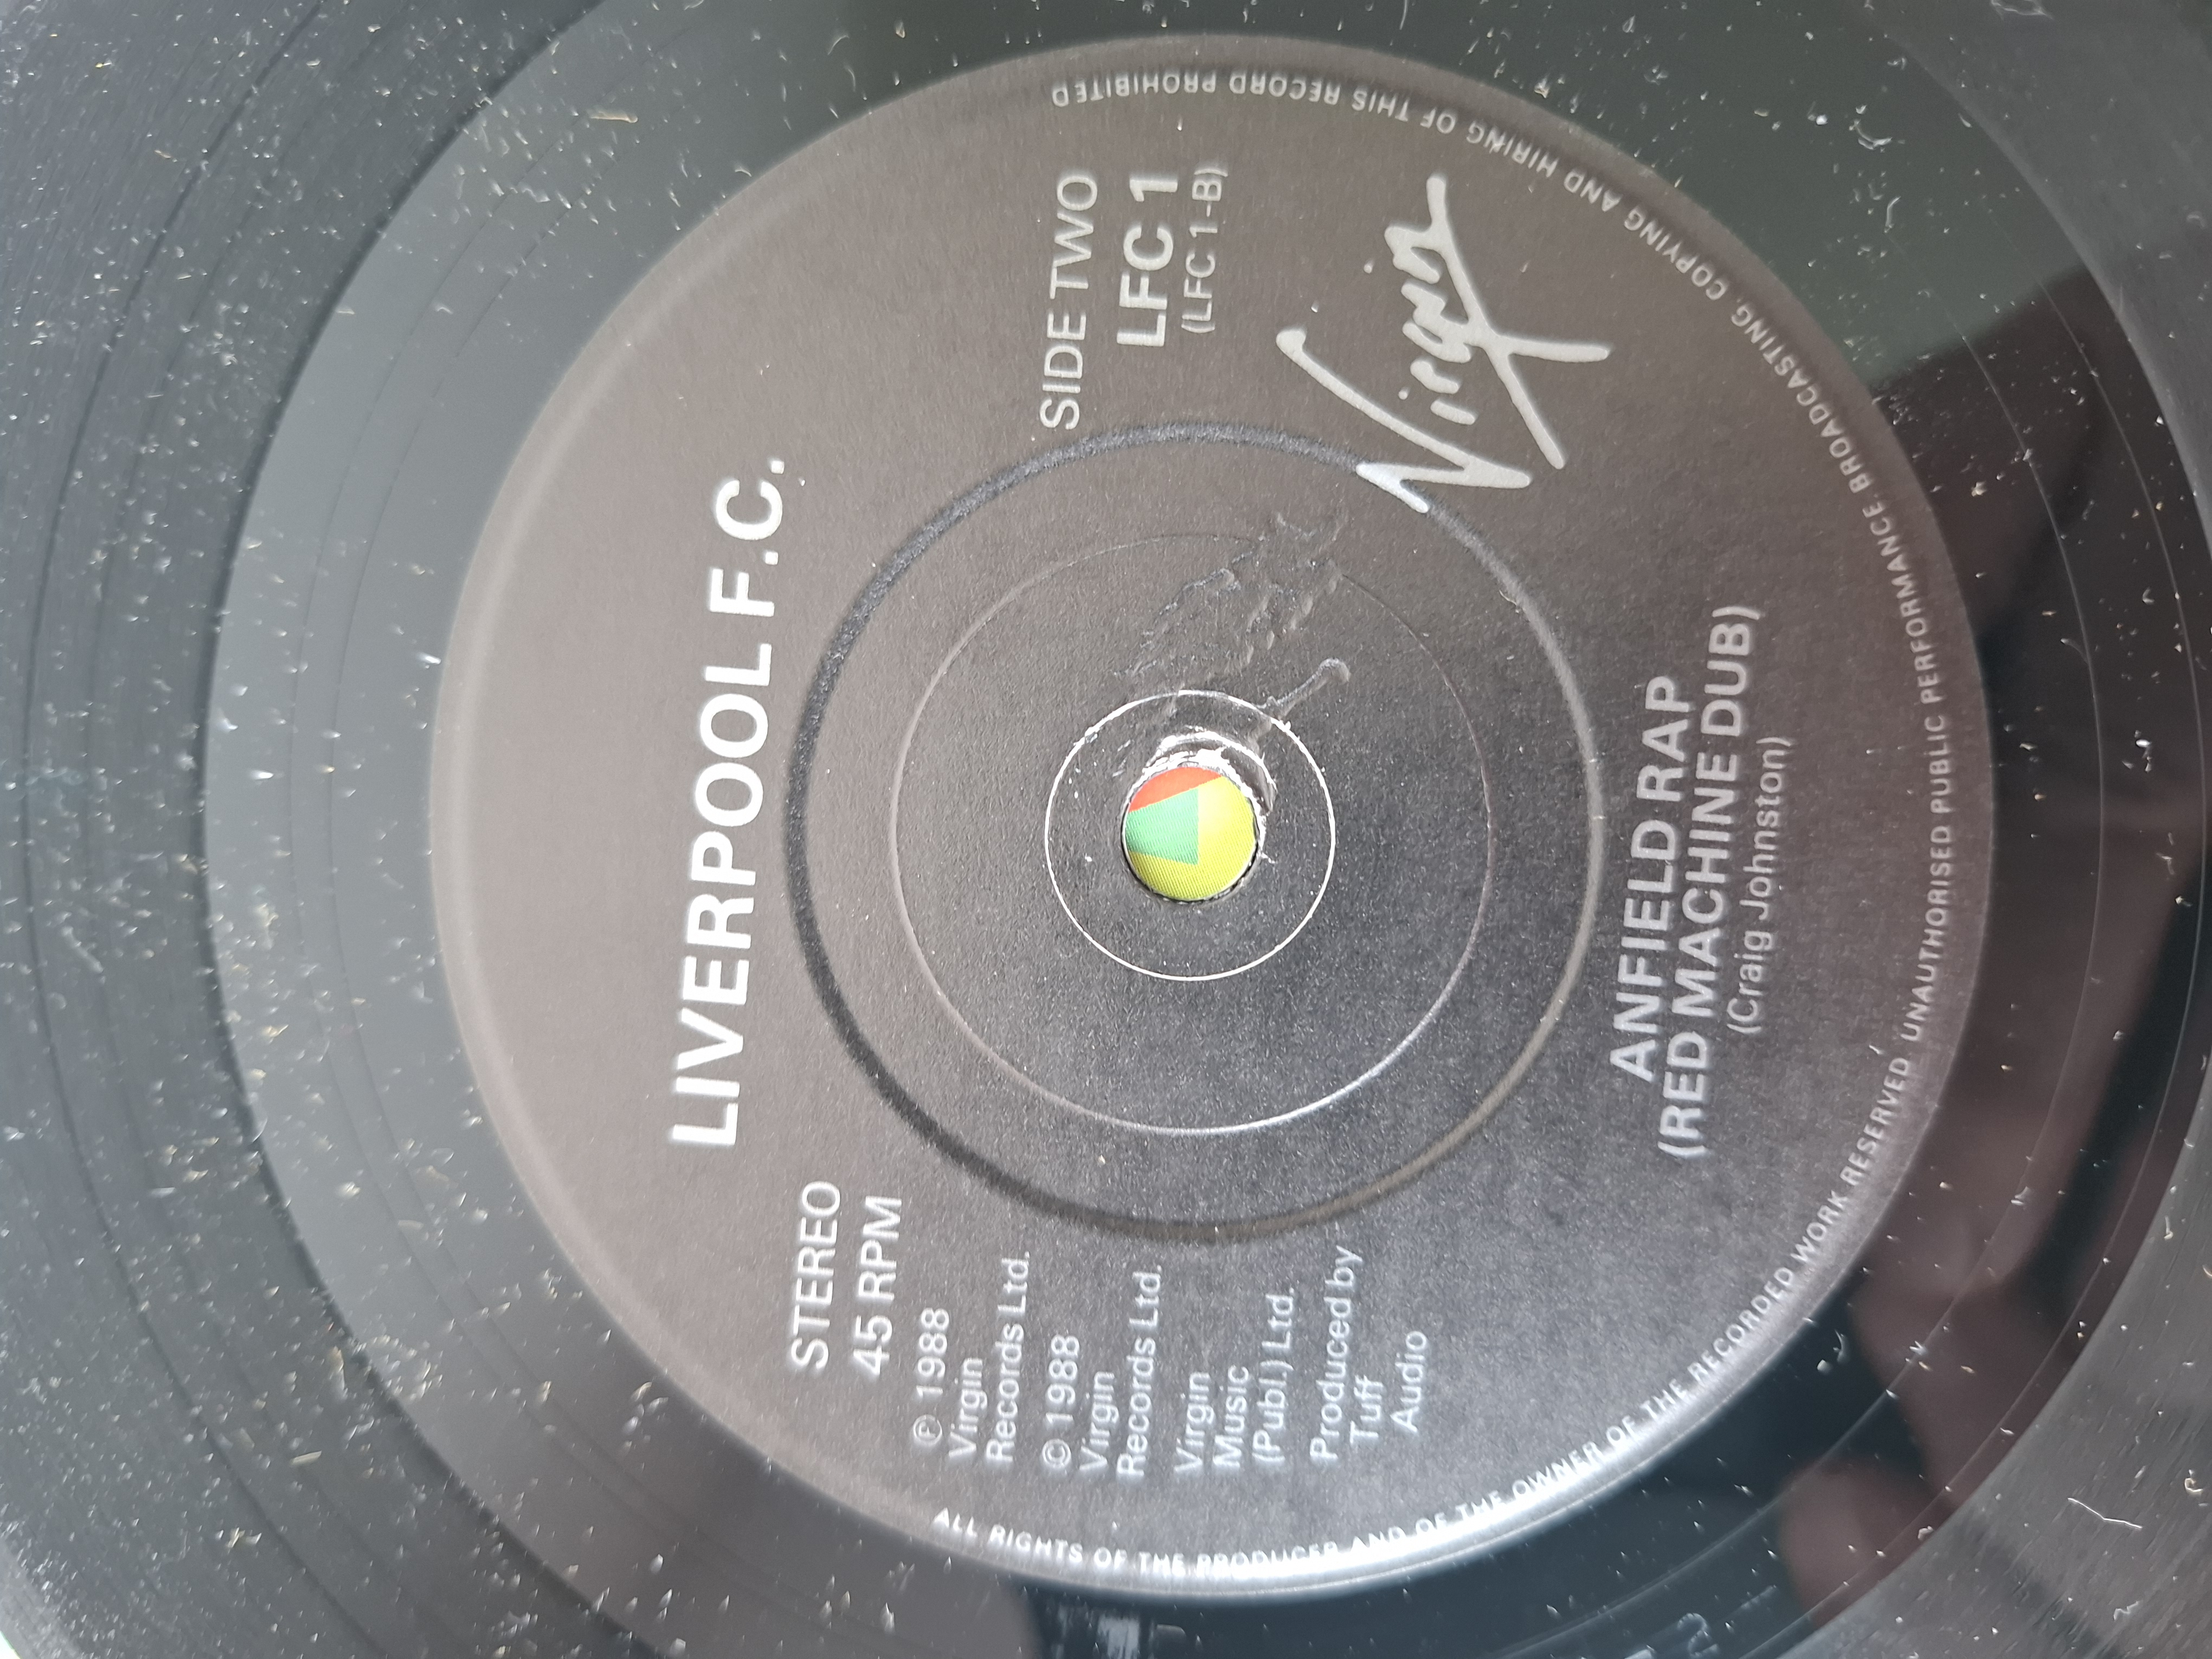 LIVERPOOL F.C.
STEREO
45 RPM
℗ 1988
Virgin
Records Ltd.
© 1988
Virgin
Records Ltd.
Virgin
Music
(Publ.) Ltd.
Produced by
Tuff
Audio
SIDE TWO
LFC 1
(LFC 1-B)
Virgin
ANFIELD RAP
(RED MACHINE DUB)
(Craig Johnston)
ALL RIGHTS OF THE PRODUCER AND OF THE OWNER OF THE RECORDED WORK RESERVED. UNAUTHORISED PUBLIC PERFORMANCE. BROADCASTING. COPYING AND HIRING OF THIS RECORD PROHIBITED